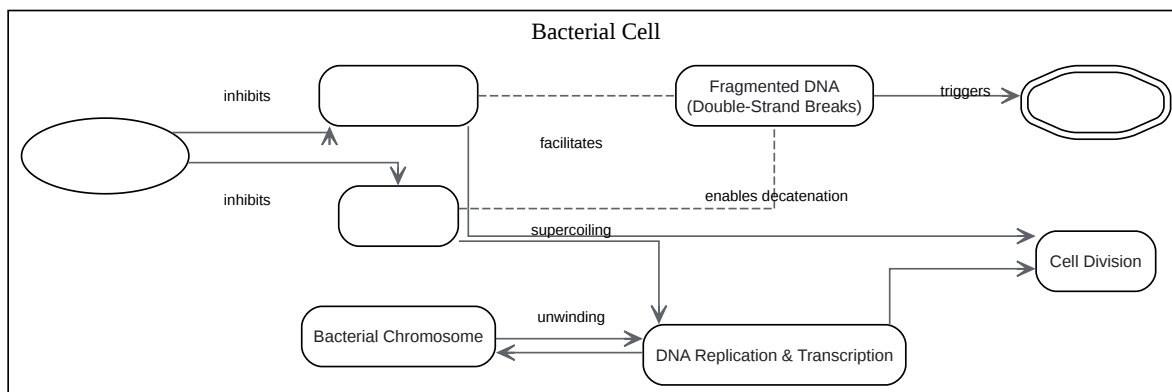 Bacterial Cell
inhibits
Fragmented DNA
(Double-Strand Breaks)
triggers
facilitates
inhibits
enables decatenation
supercoiling
Cell Division
Bacterial Chromosome
unwinding
DNA Replication & Transcription